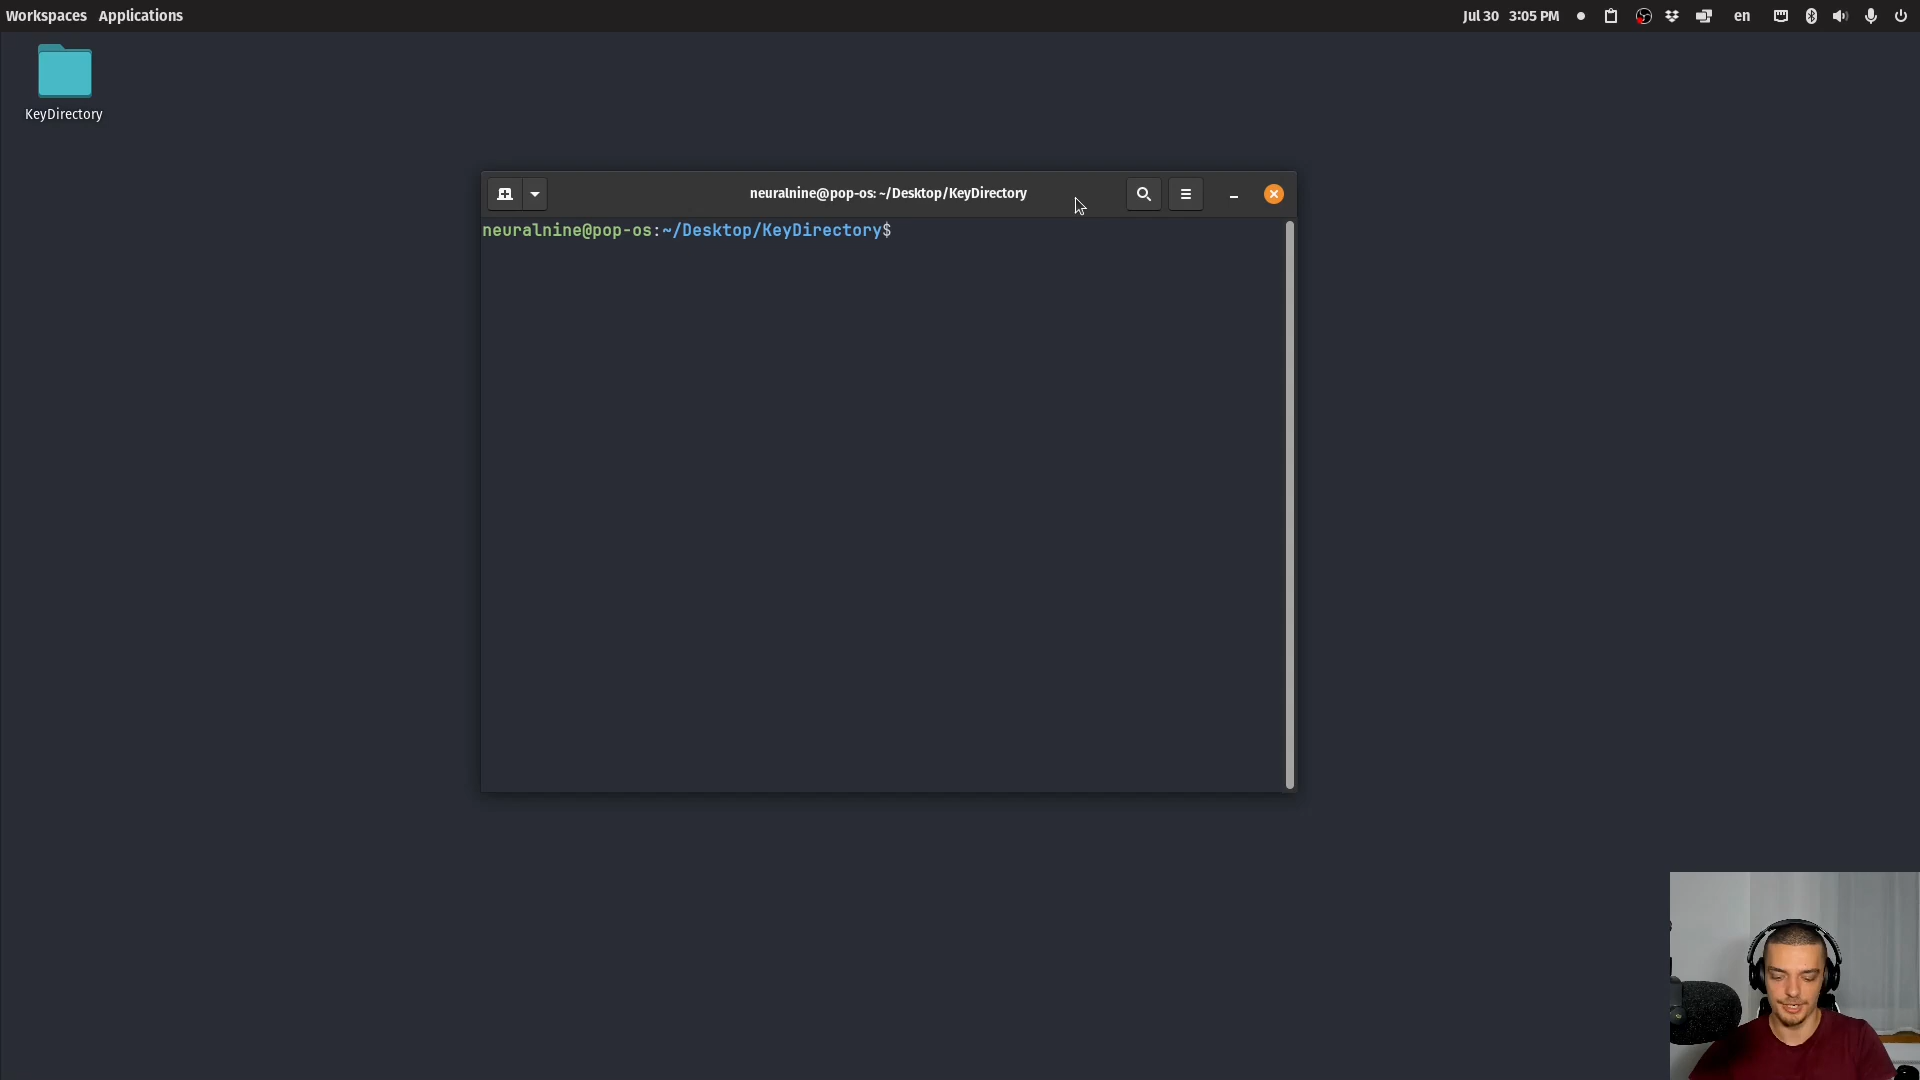 Workspaces Applications
Jul 30 3:05 PM
en
KeyDirectory
neuralnine@pop-os: ~/Desktop/KeyDirectory
neuralnine@pop-os:~/Desktop/KeyDirectory$